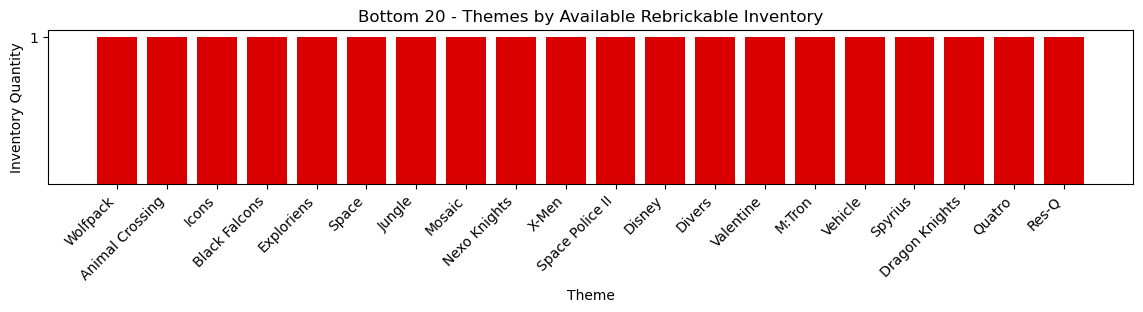 Bottom 20 - Themes by Available Rebrickable Inventory
Inventory Quantity
1
Wolfpack
Animal Crossing
Icons
Black Falcons
Exploriens
Space
Jungle
Mosaic
Nexo Knights
X-Men
Space Police II
Disney
Divers
Valentine
M:Tron
Vehicle
Spyrius
Dragon Knights
Quatro
Res-Q
Theme